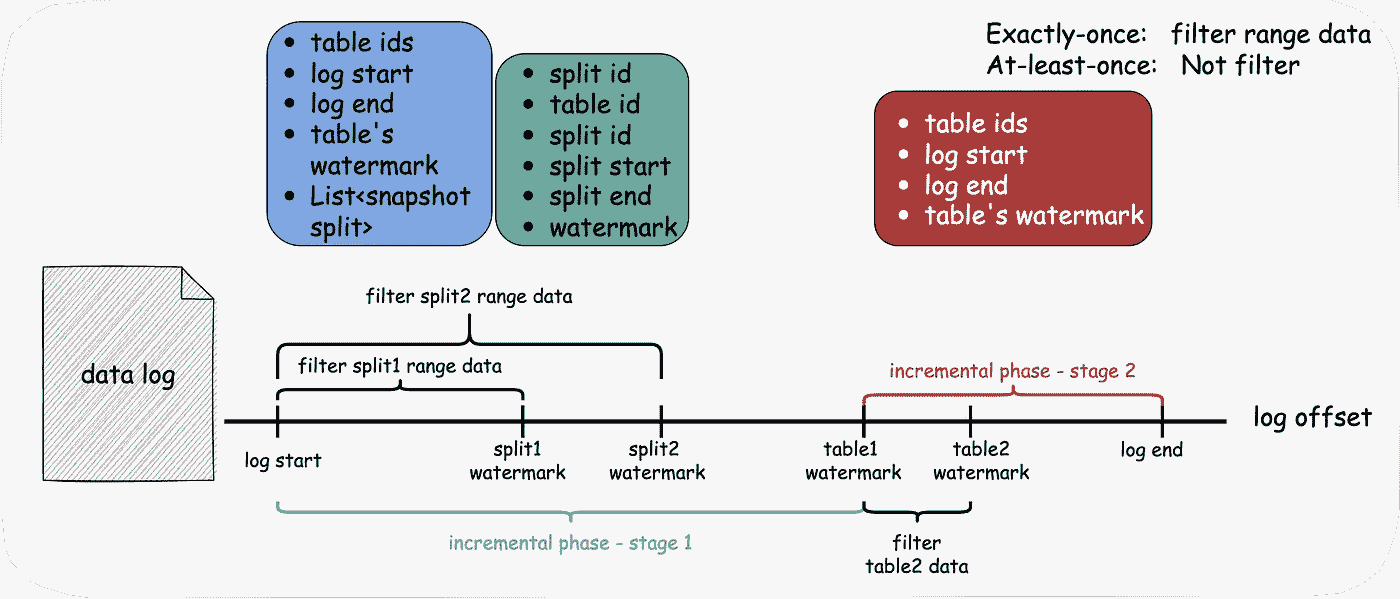 Exactly-once: filter range data
At-least-once: Not filter
• table ids
• log start
• log end
• table's
watermark
• List<snapshot
split>
• split id
• table id
• split id
• split start
• split end
• watermark
• table ids
• log start
• log end
• table's watermark
data log
filter split2 range data
filter split1 range data
incremental phase - stage 2
log offset
log start
split1
watermark
split2
watermark
table1
watermark
table2
watermark
log end
incremental phase - stage 1
filter
table2 data